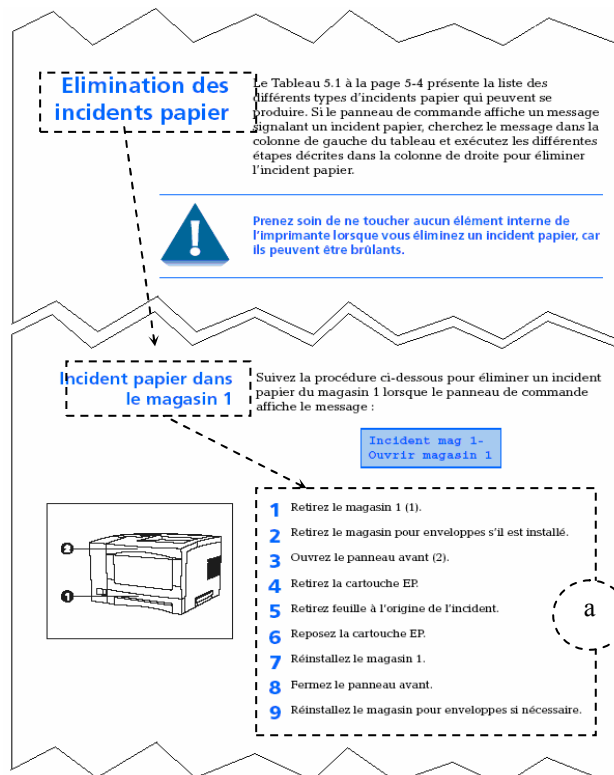 Elimination des
incidents papier
Le Tableau 5.1 à la page 5-4 présente la liste des
différents types d'incidents papier qui peuvent se
produire. Si le panneau de commande affiche un message
signalant un incident papier, cherchez le message dans la
colonne de gauche du tableau et exécutez les différentes
étapes décrites dans la colonne de droite pour éliminer
l'incident papier.
!
Prenez soin de ne toucher aucun élément interne de
l'imprimante lorsque vous éliminez un incident papier, car
ils peuvent être brûlants.
Incident papier dans
le magasin 1
Suivez la procédure ci-dessous pour éliminer un incident
papier du magasin 1 lorsque le panneau de commande
affiche le message :
Incident mag 1-
Ouvrir magasin 1
2
1
1 Retirez le magasin 1 (1).
2 Retirez le magasin pour enveloppes s'il est installé.
3 Ouvrez le panneau avant (2).
4 Retirez la cartouche EP.
5 Retirez feuille à l'origine de l'incident.
6 Reposez la cartouche EP.
7 Réinstallez le magasin 1.
8 Fermez le panneau avant.
9 Réinstallez le magasin pour enveloppes si nécessaire.
a